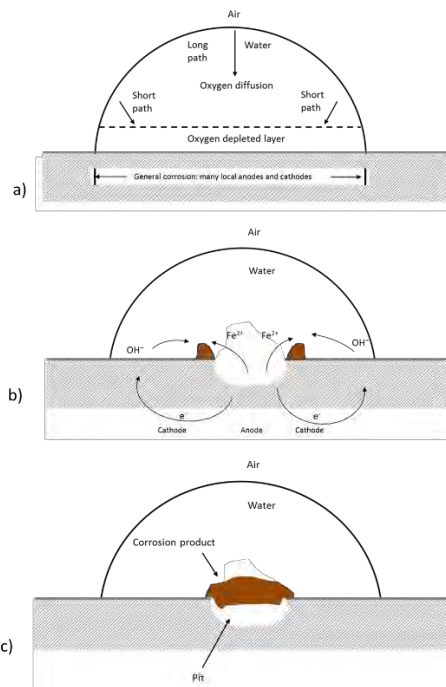 Air
Long
path
Water
Oxygen diffusion
Short
path
Short
path
Oxygen depleted layer
General corrosion: many local anodes and cathodes
a)
Air
Water
Fe²⁺ Fe²⁺
OH⁻ OH⁻
b)
e⁻ e⁻
Cathode Anode Cathode
Air
Water
Corrosion product
c)
Pit